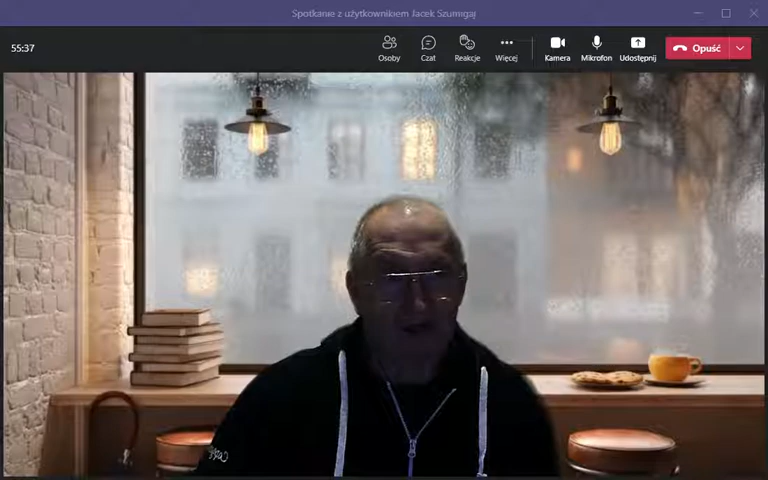 Spotkanie z użytkownikiem Jacek Szumigaj
55:37
Osoby
Czat
Reakcje
Więcej
Kamera
Mikrofon
Udostępnij
Opuść